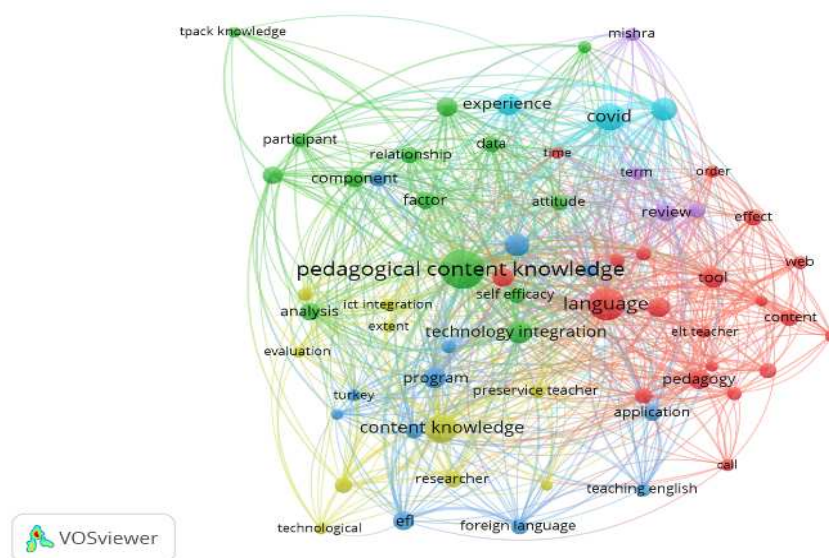 tpack knowledge
mishra
experience
covid
participant
data
relationship
time
component
term
order
factor
attitude
review
effect
pedagogical content knowledge
web
tool
self efficacy
ict integration
language
analysis
content
extent
technology integration
elt teacher
evaluation
program
pedagogy
turkey
preservice teacher
application
content knowledge
call
researcher
teaching english
technological
efl
foreign language
VOSviewer